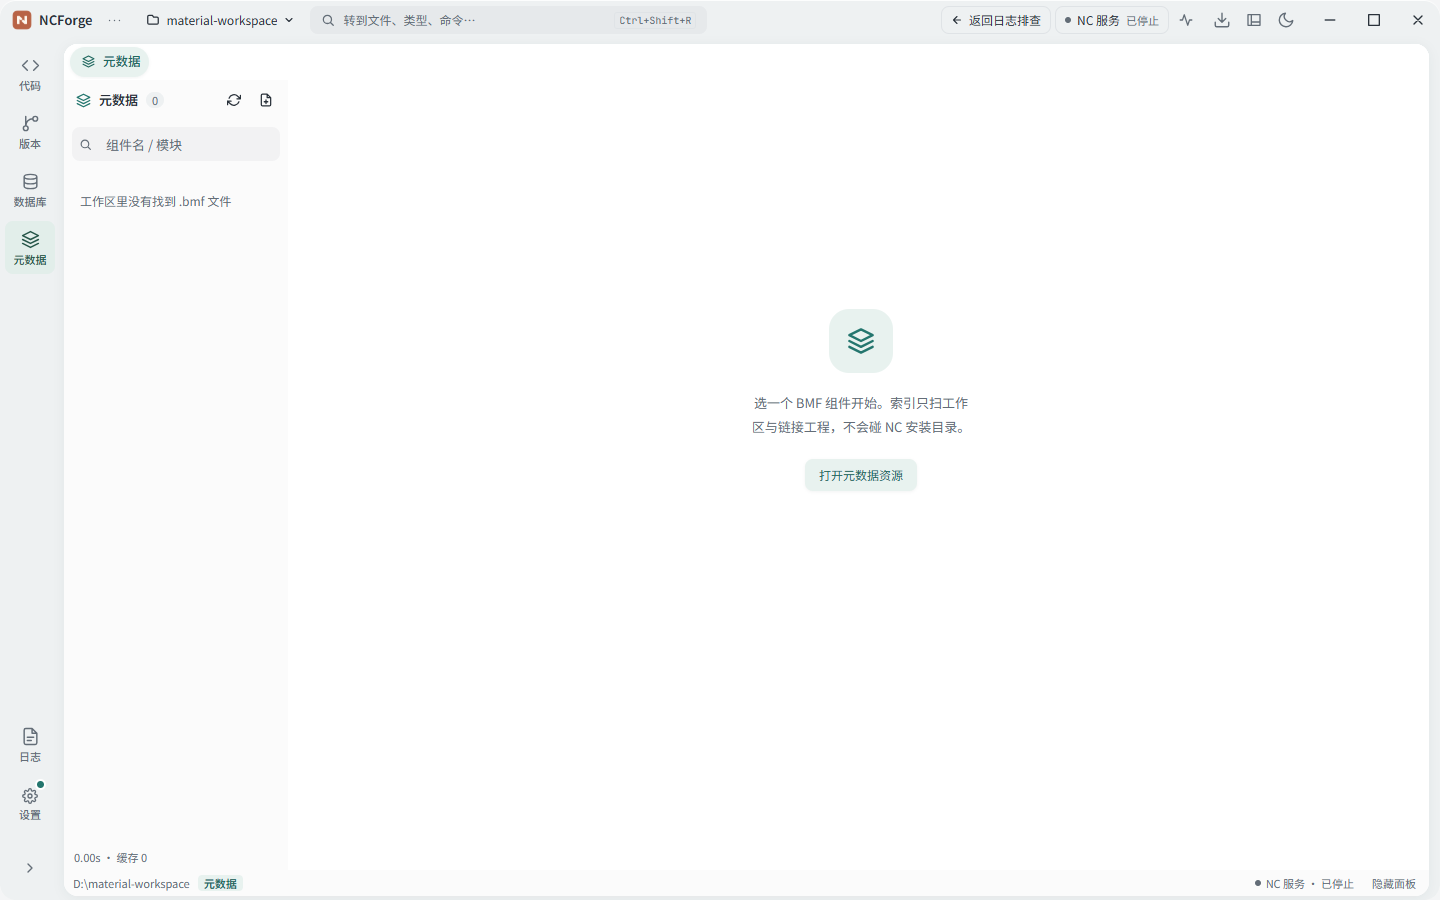 NCForge ··· material-workspace 转到文件、类型、命令… Ctrl+Shift+R 返回日志排查 NC 服务 已停止
代码
版本
数据库
元数据
日志
设置
元数据
元数据 0
组件名 / 模块
工作区里没有找到 .bmf 文件
选一个 BMF 组件开始。索引只扫工作
区与链接工程，不会碰 NC 安装目录。
打开元数据资源
0.00s · 缓存 0
D:\material-workspace 元数据 NC 服务 · 已停止 隐藏面板